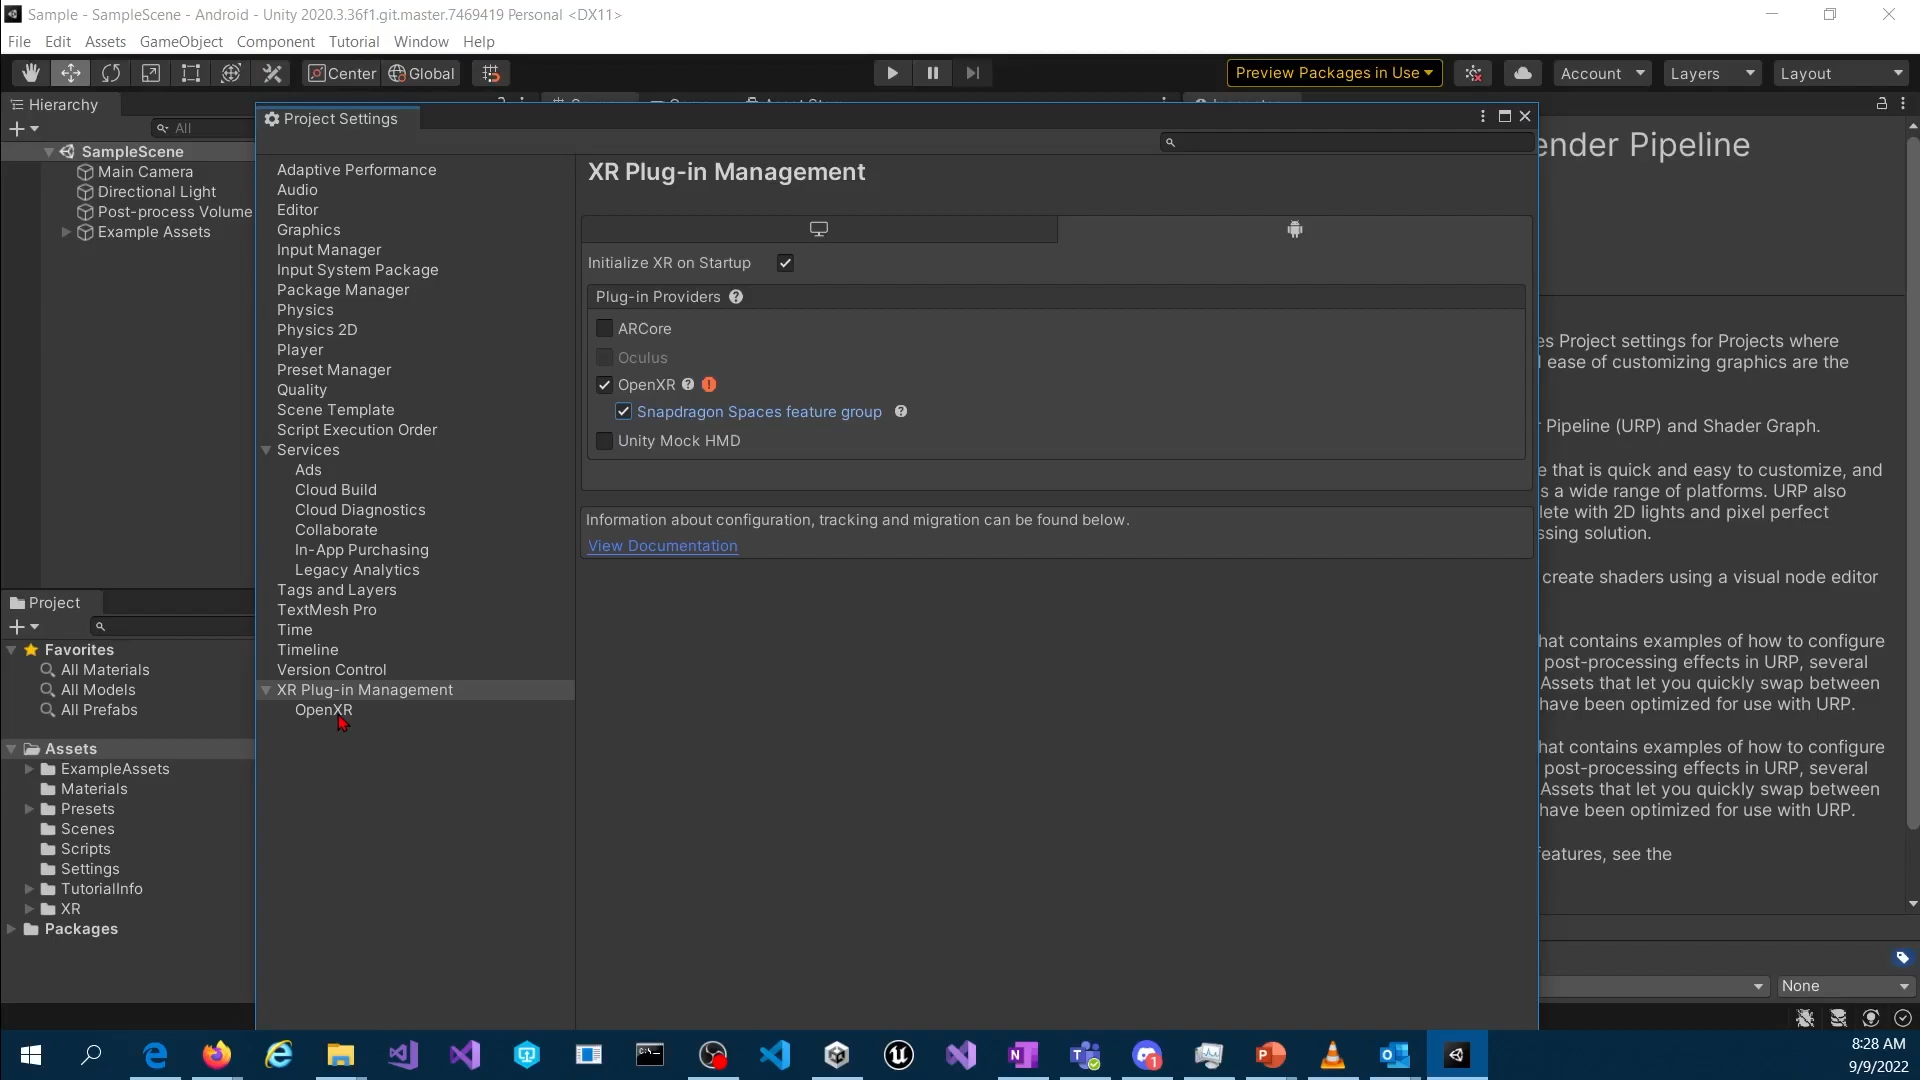 Sample - SampleScene - Android - Unity 2020.3.36f1.git.master.7469419 Personal <DX11>
File Edit Assets GameObject Component Tutorial Window Help
Center Global Preview Packages in Use Account Layers Layout
Hierarchy
All
SampleScene
Main Camera
Directional Light
Post-process Volume
Example Assets
Project
Favorites
All Materials
All Models
All Prefabs
Assets
ExampleAssets
Materials
Presets
Scenes
Scripts
Settings
TutorialInfo
XR
Packages
Project Settings
Adaptive Performance
Audio
Editor
Graphics
Input Manager
Input System Package
Package Manager
Physics
Physics 2D
Player
Preset Manager
Quality
Scene Template
Script Execution Order
Services
Ads
Cloud Build
Cloud Diagnostics
Collaborate
In-App Purchasing
Legacy Analytics
Tags and Layers
TextMesh Pro
Time
Timeline
Version Control
XR Plug-in Management
OpenXR
XR Plug-in Management
Initialize XR on Startup
Plug-in Providers
ARCore
Oculus
OpenXR
Snapdragon Spaces feature group
Unity Mock HMD
Information about configuration, tracking and migration can be found below.
View Documentation
ender Pipeline
es Project settings for Projects where
ease of customizing graphics are the
Pipeline (URP) and Shader Graph.
e that is quick and easy to customize, and
s a wide range of platforms. URP also
lete with 2D lights and pixel perfect
ssing solution.
create shaders using a visual node editor
hat contains examples of how to configure
post-processing effects in URP, several
Assets that let you quickly swap between
have been optimized for use with URP.
hat contains examples of how to configure
post-processing effects in URP, several
Assets that let you quickly swap between
have been optimized for use with URP.
features, see the
None
8:28 AM
9/9/2022